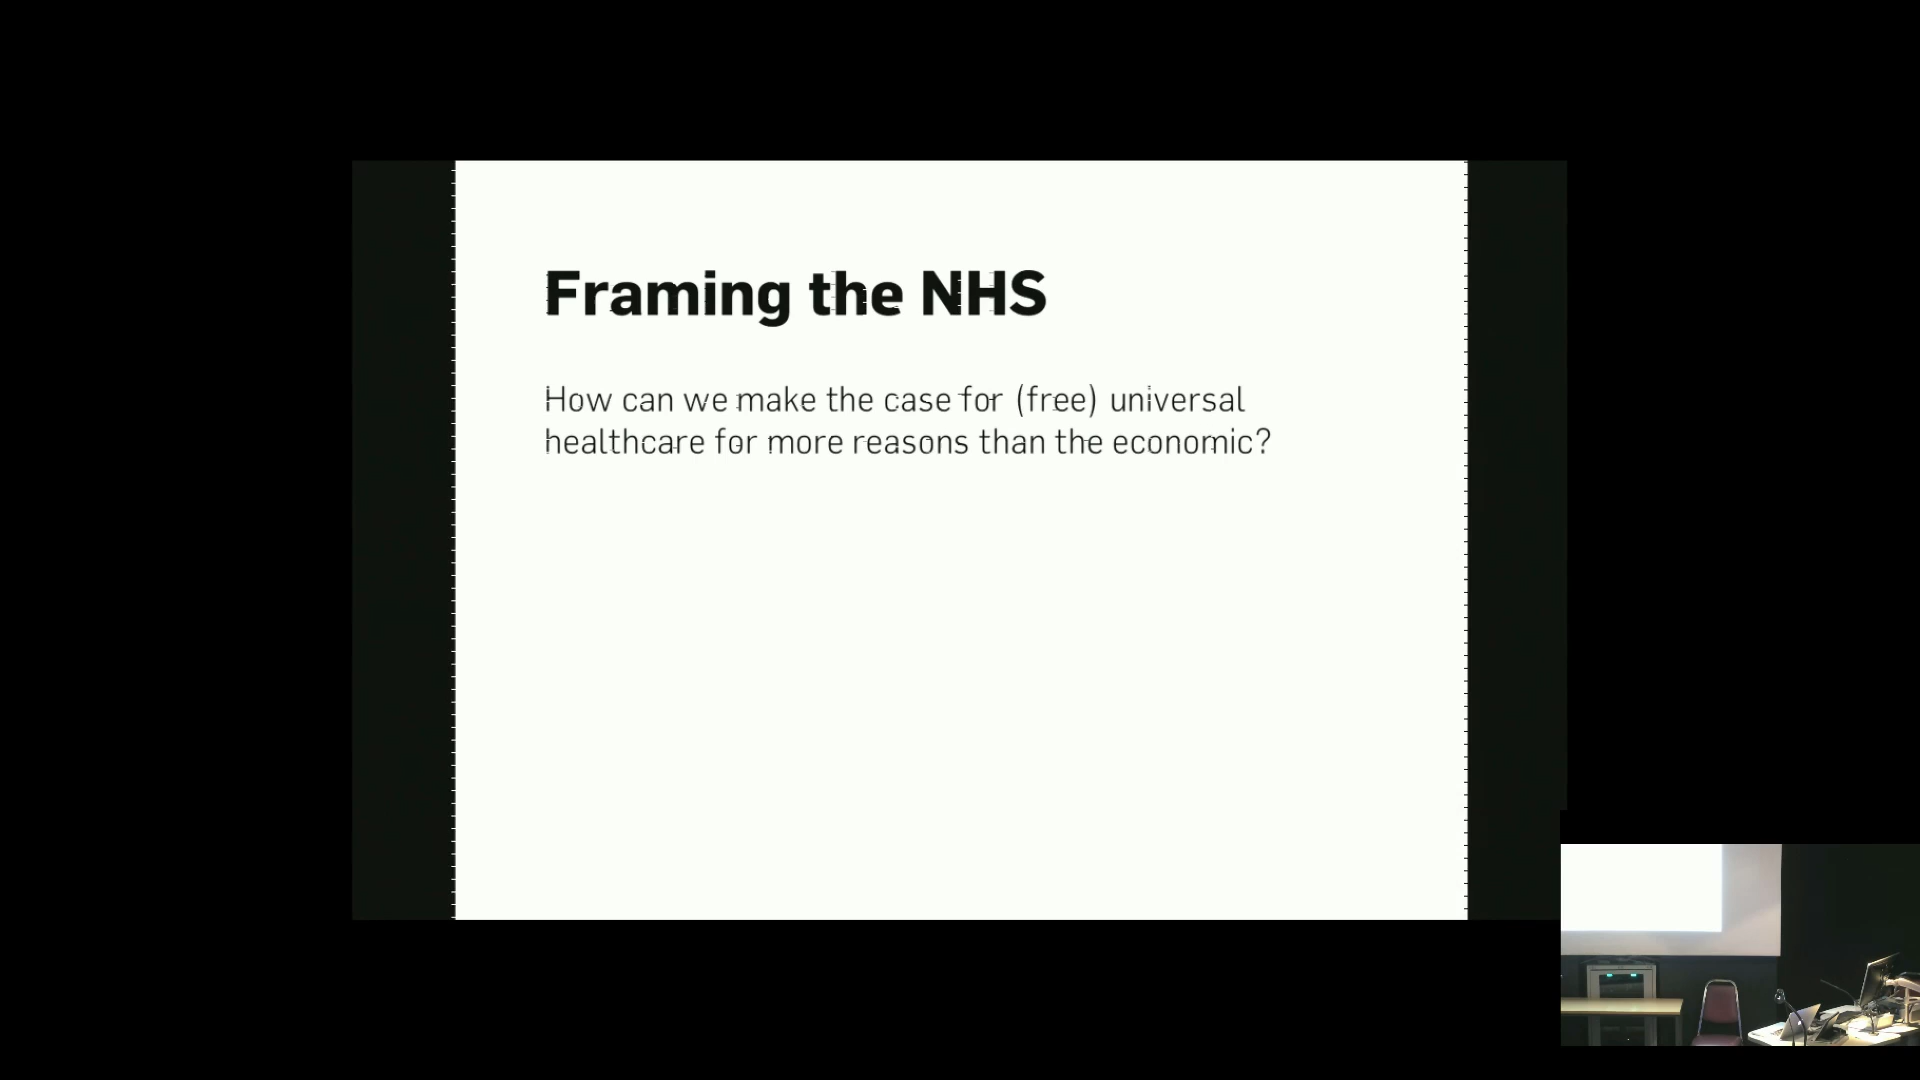 Framing the NHS
How can we make the case for (free) universal
healthcare for more reasons than the economic?